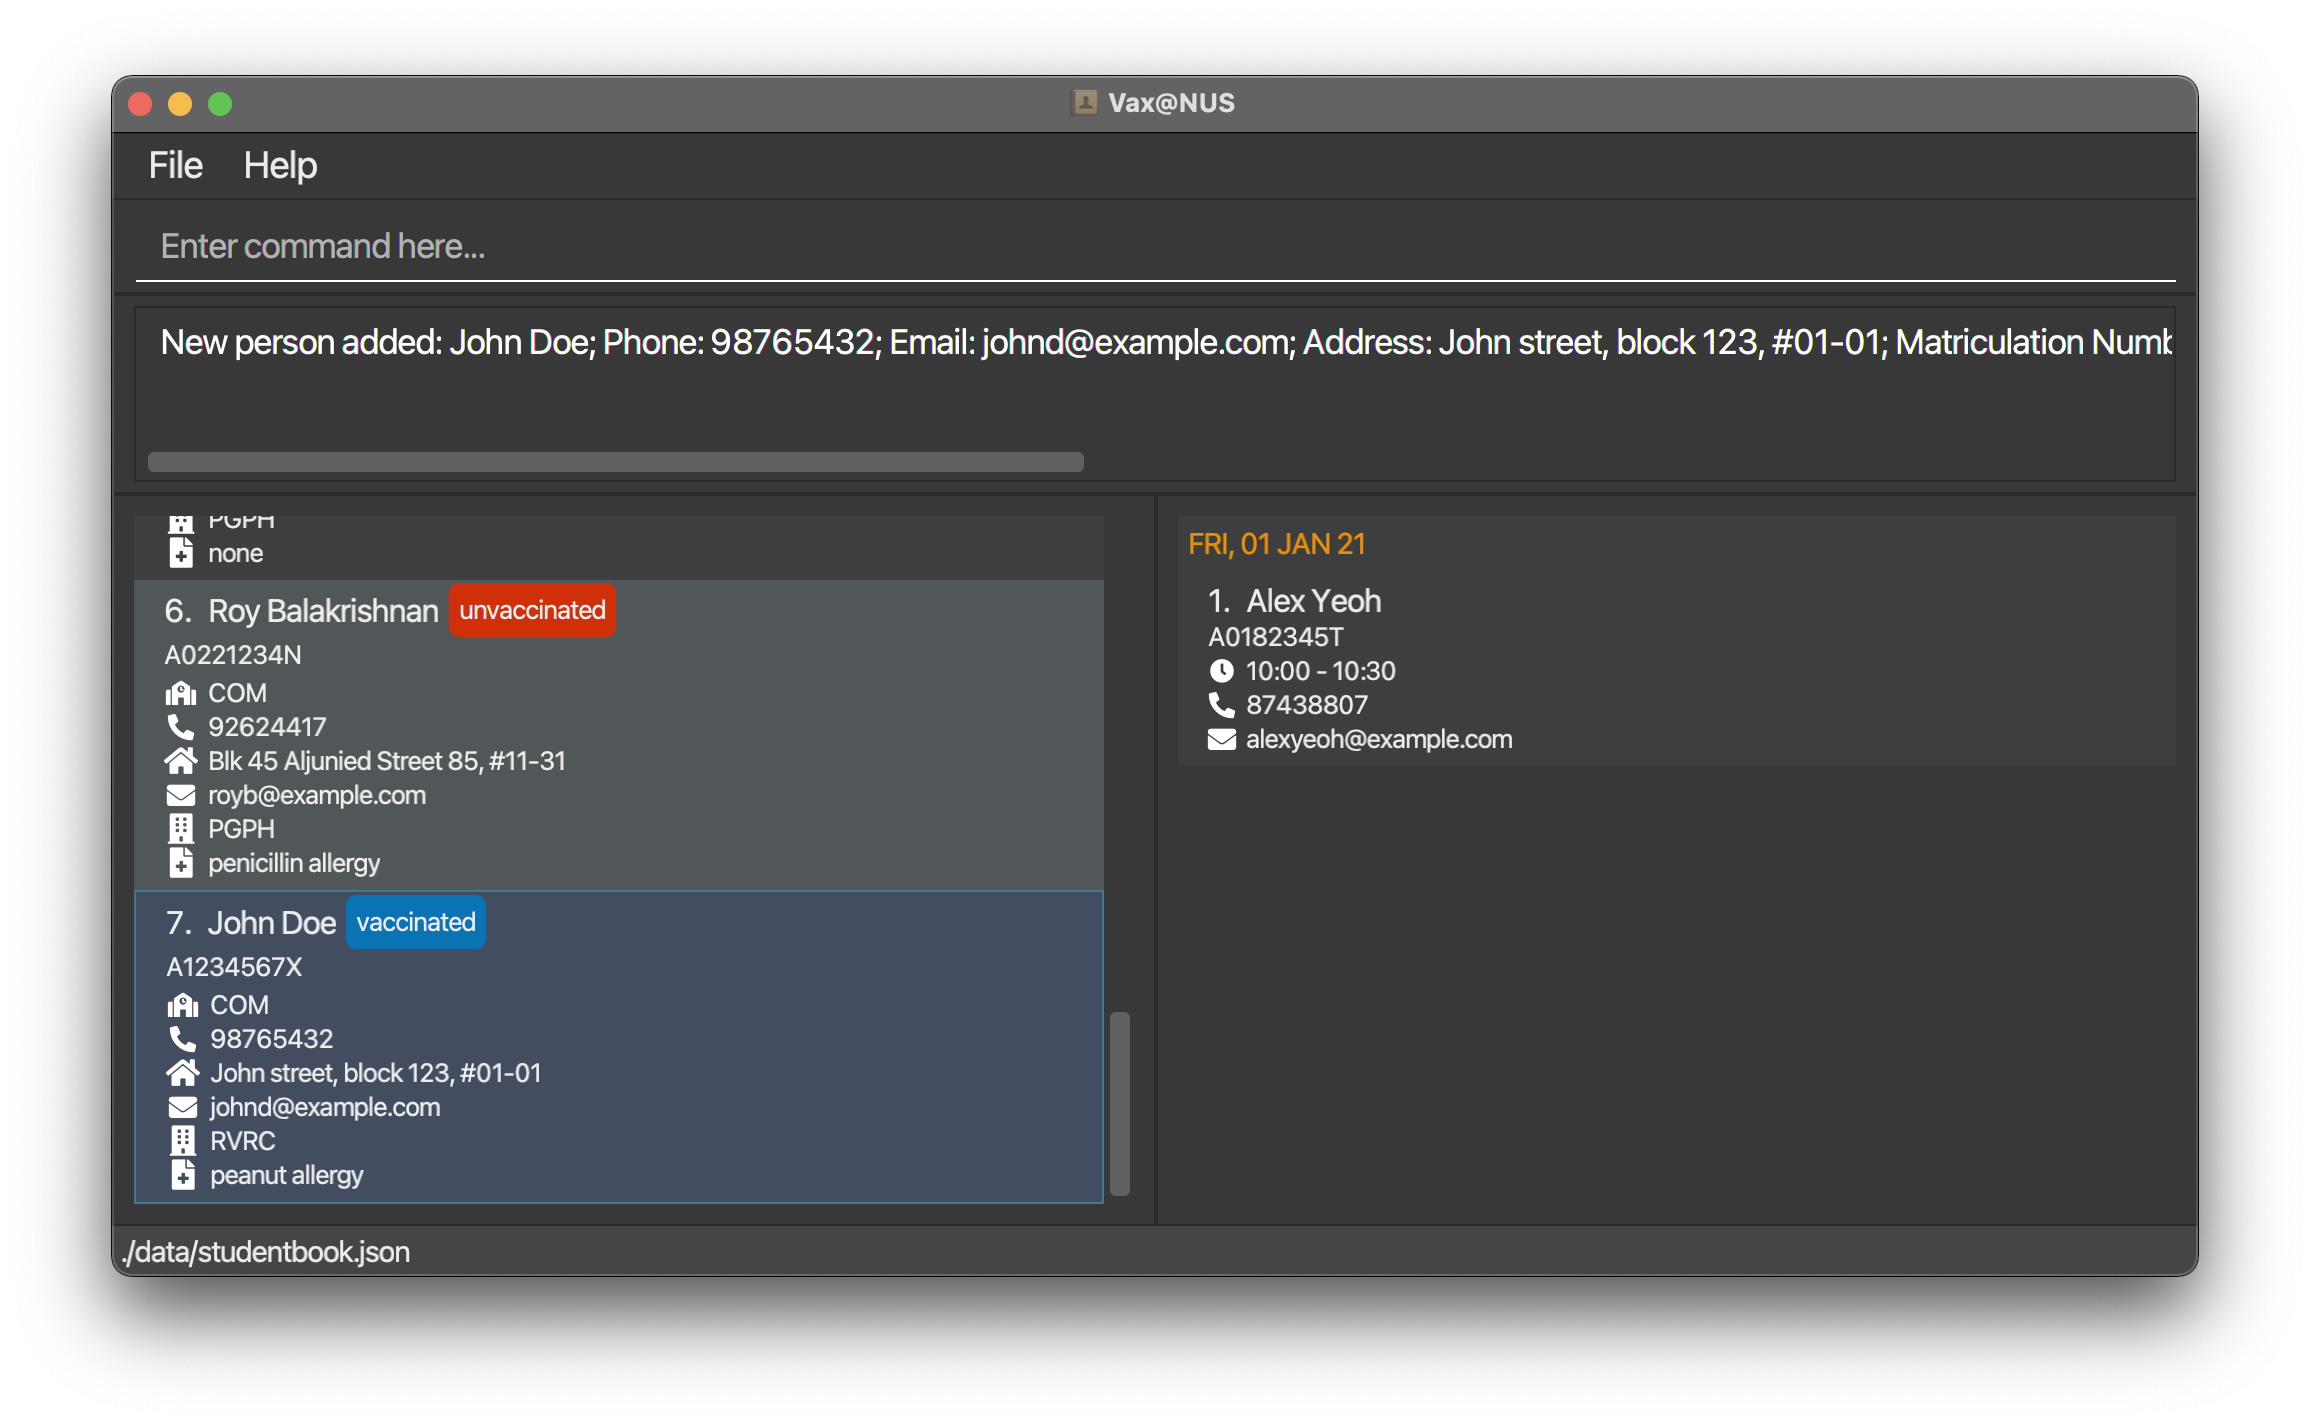 Vax@NUS
File Help
Enter command here...
New person added: John Doe; Phone: 98765432; Email: johnd@example.com; Address: John street, block 123, #01-01; Matriculation Numb
PGPH
none
6. Roy Balakrishnan unvaccinated
A0221234N
COM
92624417
Blk 45 Aljunied Street 85, #11-31
royb@example.com
PGPH
penicillin allergy
7. John Doe vaccinated
A1234567X
COM
98765432
John street, block 123, #01-01
johnd@example.com
RVRC
peanut allergy
FRI, 01 JAN 21
1. Alex Yeoh
A0182345T
10:00 - 10:30
87438807
alexyeoh@example.com
./data/studentbook.json